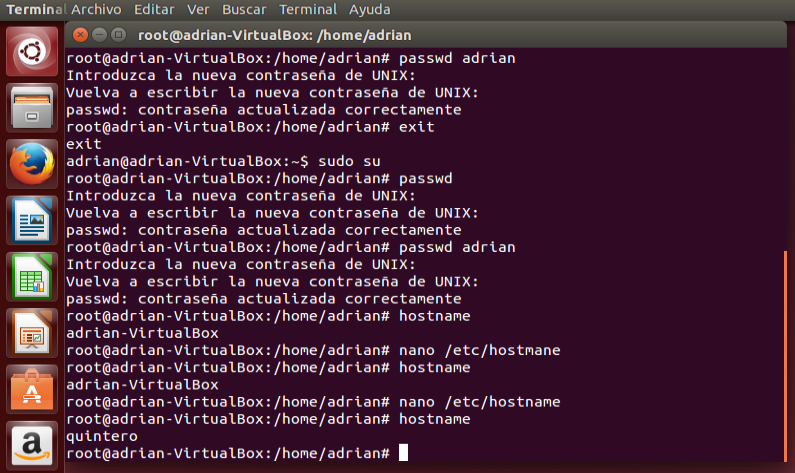 Terminal Archivo Editar Ver Buscar Terminal Ayuda
root@adrian-VirtualBox: /home/adrian
root@adrian-VirtualBox:/home/adrian# passwd adrian
Introduzca la nueva contraseña de UNIX:
Vuelva a escribir la nueva contraseña de UNIX:
passwd: contraseña actualizada correctamente
root@adrian-VirtualBox:/home/adrian# exit
exit
adrian@adrian-VirtualBox:~$ sudo su
root@adrian-VirtualBox:/home/adrian# passwd
Introduzca la nueva contraseña de UNIX:
Vuelva a escribir la nueva contraseña de UNIX:
passwd: contraseña actualizada correctamente
root@adrian-VirtualBox:/home/adrian# passwd adrian
Introduzca la nueva contraseña de UNIX:
Vuelva a escribir la nueva contraseña de UNIX:
passwd: contraseña actualizada correctamente
root@adrian-VirtualBox:/home/adrian# hostname
adrian-VirtualBox
root@adrian-VirtualBox:/home/adrian# nano /etc/hostmane
root@adrian-VirtualBox:/home/adrian# hostname
adrian-VirtualBox
root@adrian-VirtualBox:/home/adrian# nano /etc/hostname
root@adrian-VirtualBox:/home/adrian# hostname
quintero
root@adrian-VirtualBox:/home/adrian#